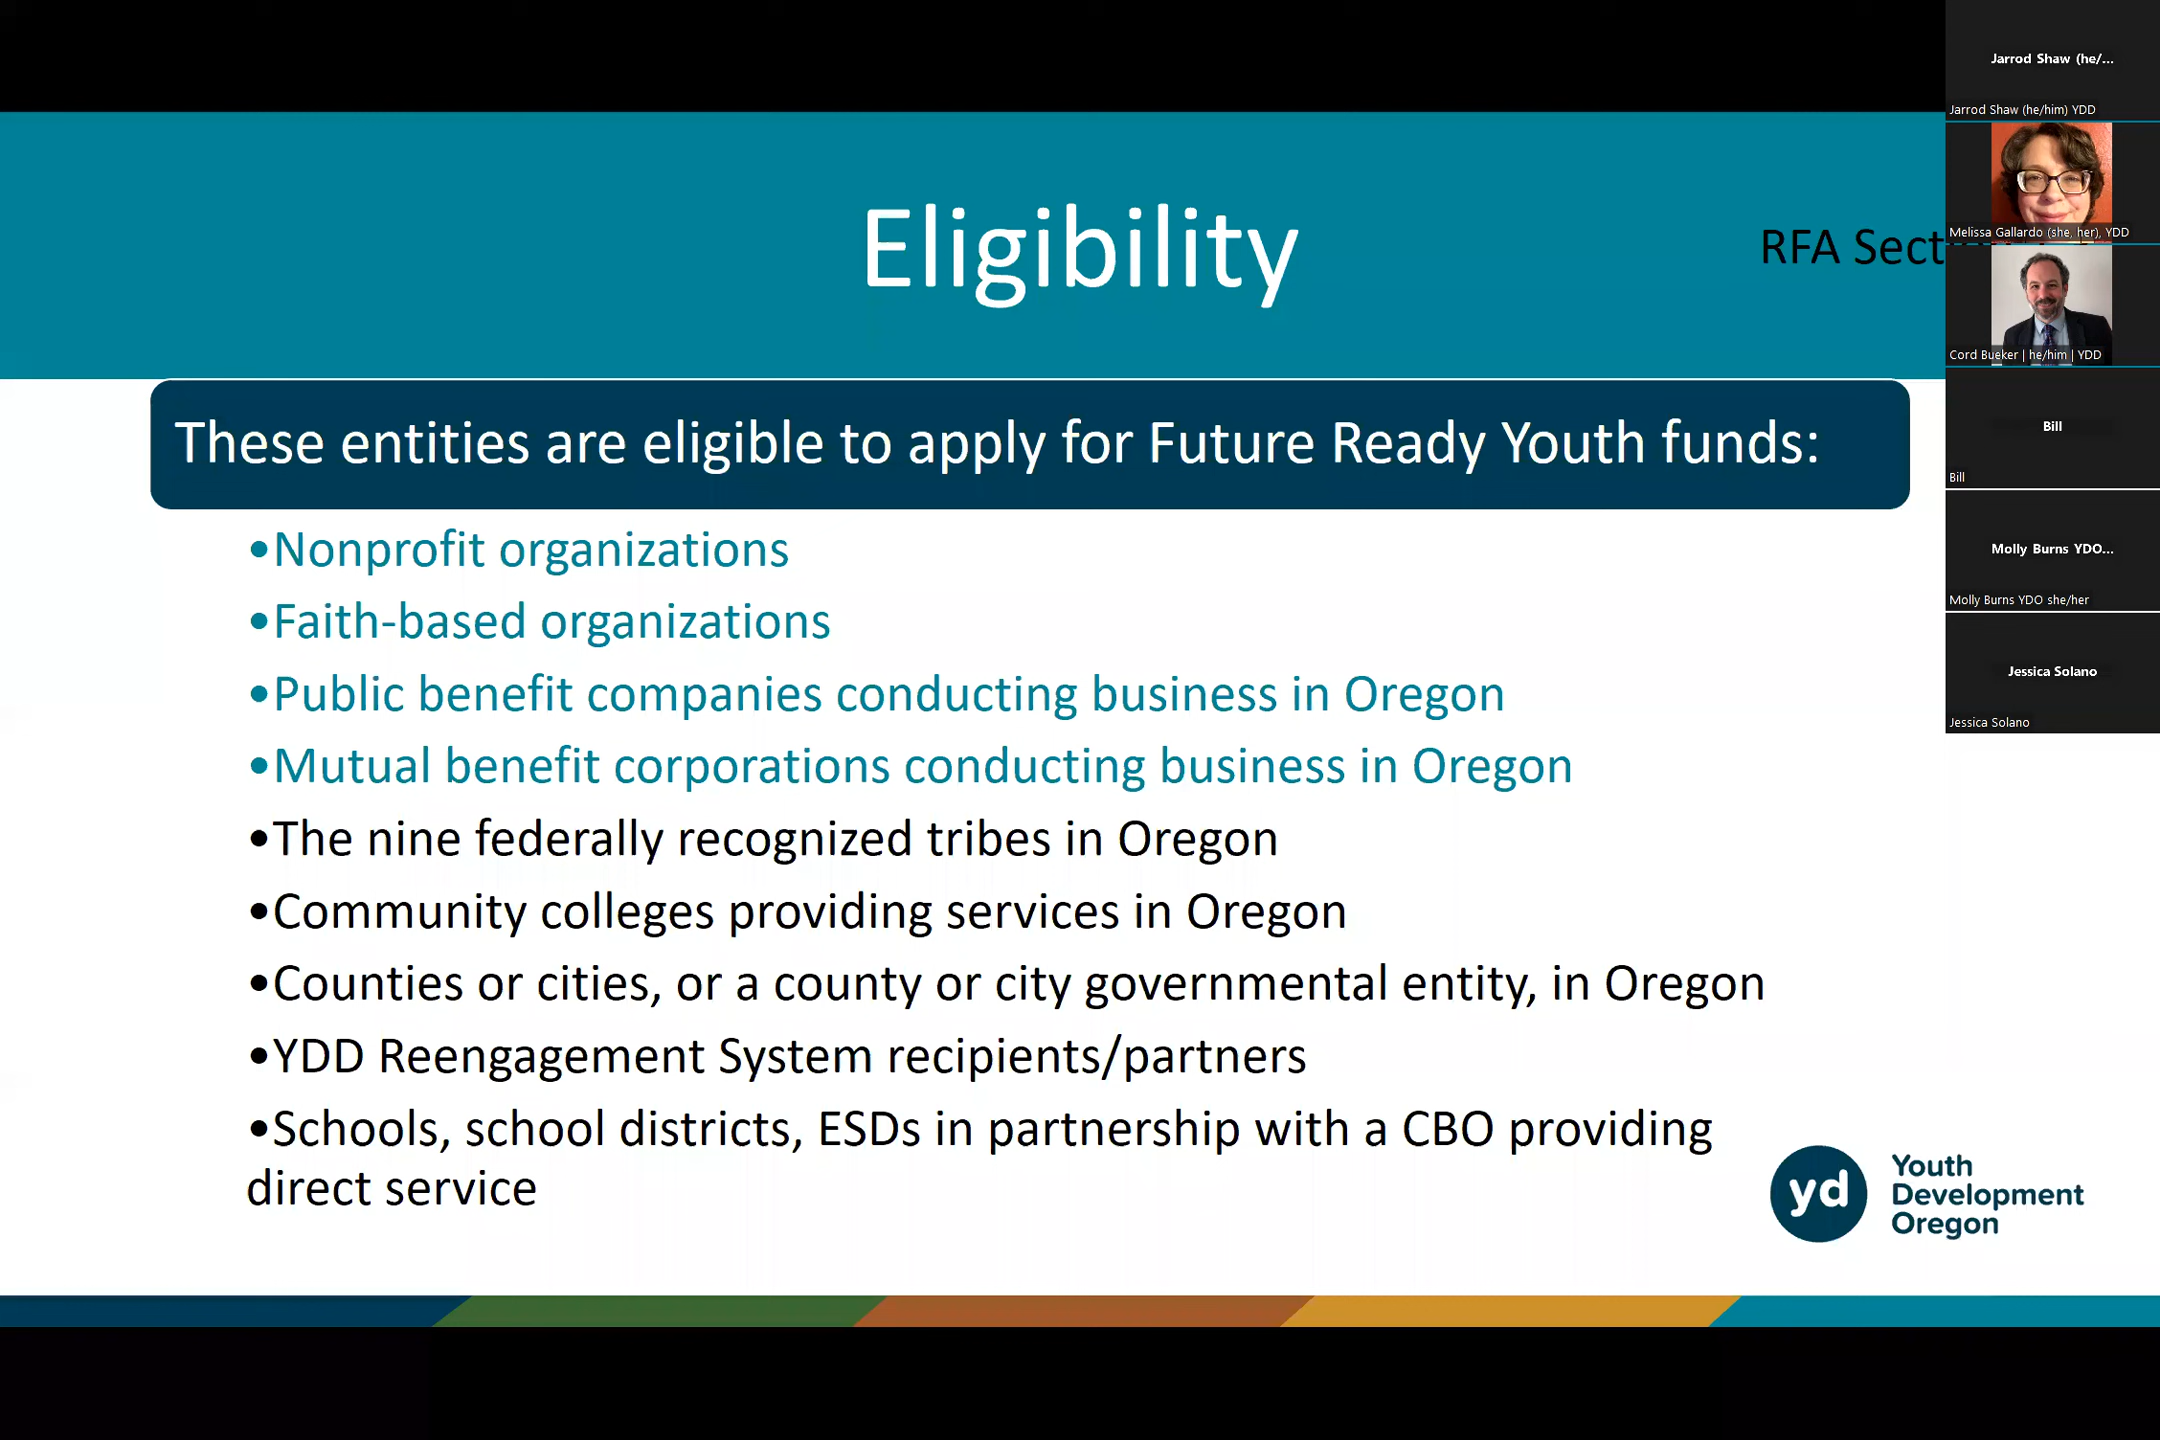 Eligibility
RFA Sect
These entities are eligible to apply for Future Ready Youth funds:
•Nonprofit organizations
•Faith-based organizations
•Public benefit companies conducting business in Oregon
•Mutual benefit corporations conducting business in Oregon
•The nine federally recognized tribes in Oregon
•Community colleges providing services in Oregon
•Counties or cities, or a county or city governmental entity, in Oregon
•YDD Reengagement System recipients/partners
•Schools, school districts, ESDs in partnership with a CBO providing
direct service
yd
Youth
Development
Oregon
Jarrod Shaw (he/...
Jarrod Shaw (he/him) YDD
Melissa Gallardo (she, her), YDD
Cord Bueker | he/him | YDD
Bill
Bill
Molly Burns YDO...
Molly Burns YDO she/her
Jessica Solano
Jessica Solano